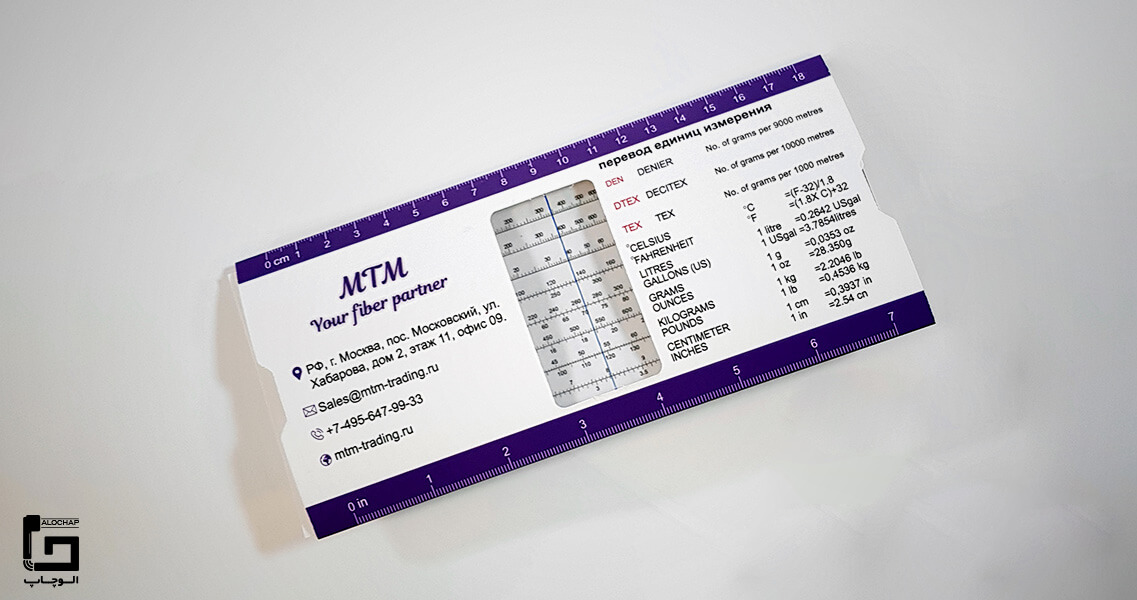 0 cm 1 2 3 4 5 6 7 8 9 10 11 12 13 14 15 16 17 18
MTM
Your fiber partner
РФ, г. Москва, пос. Московский, ул.
Хабарова, дом 2, этаж 11, офис 09.
Sales@mtm-trading.ru
+7-495-647-99-33
mtm-trading.ru
перевод единиц измерения
DEN DENIER No. of grams per 9000 metres
DTEX DECITEX No. of grams per 10000 metres
TEX TEX No. of grams per 1000 metres
°CELSIUS °C =(F-32)/1.8
°FAHRENHEIT °F =(1.8X C)+32
LITRES 1 litre =0.2642 USgal
GALLONS (US) 1 USgal =3.7854litres
GRAMS 1 g =0.0353 oz
OUNCES 1 oz =28.350g
KILOGRAMS 1 kg =2.2046 lb
POUNDS 1 lb =0,4536 kg
CENTIMETER 1 cm =0,3937 in
INCHES 1 in =2.54 cn
0 in 1 2 3 4 5 6 7
ALOCHAP
الوچاپ